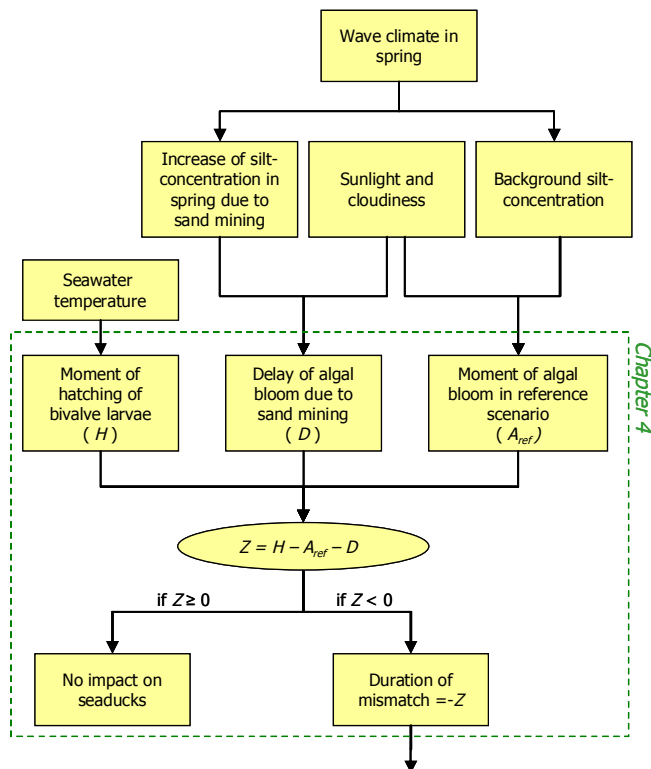 Wave climate in
spring
Increase of silt-
concentration in
spring due to
sand mining
Sunlight and
cloudiness
Background silt-
concentration
Seawater
temperature
Chapter 4
Moment of
hatching of
bivalve larvae
( H )
Delay of algal
bloom due to
sand mining
( D )
Moment of algal
bloom in reference
scenario
( A_ref)
Z = H – A_ref – D
if Z ≥ 0
if Z < 0
No impact on
seaducks
Duration of
mismatch =-Z